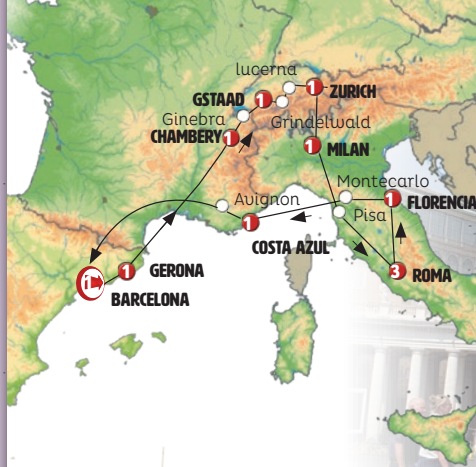 lucerna
GSTAAD 1
1 ZURICH
Ginebra
Grindelwald
CHAMBERY 1
1 MILAN
Montecarlo
Avignon
1 FLORENCIA
Pisa
1
COSTA AZUL
1 GERONA
3 ROMA
BARCELONA